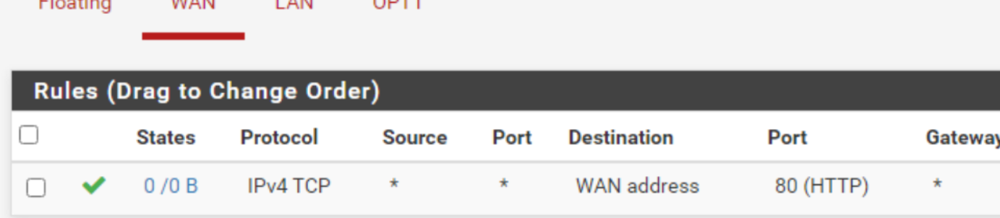 Floating WAN LAN OPT1
Rules (Drag to Change Order)
States Protocol Source Port Destination Port Gateway
0 /0 B IPv4 TCP * * WAN address 80 (HTTP) *